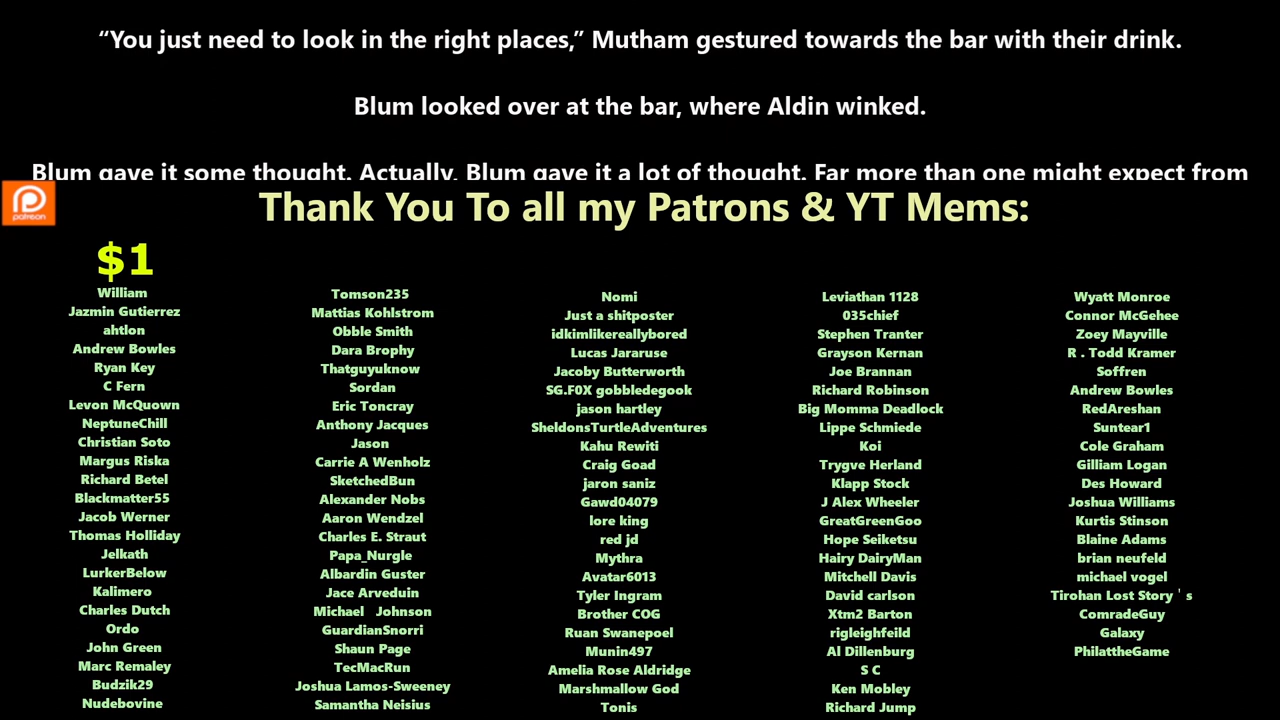 “You just need to look in the right places,” Mutham gestured towards the bar with their drink.
Blum looked over at the bar, where Aldin winked.
Blum gave it some thought. Actually, Blum gave it a lot of thought. Far more than one might expect from
patreon
Thank You To all my Patrons & YT Mems:
$1
William
Jazmin Gutierrez
ahtlon
Andrew Bowles
Ryan Key
C Fern
Levon McQuown
NeptuneChill
Christian Soto
Margus Riska
Richard Betel
Blackmatter55
Jacob Werner
Thomas Holliday
Jelkath
LurkerBelow
Kalimero
Charles Dutch
Ordo
John Green
Marc Remaley
Budzik29
Nudebovine
Tomson235
Mattias Kohlstrom
Obble Smith
Dara Brophy
Thatguyuknow
Sordan
Eric Toncray
Anthony Jacques
Jason
Carrie A Wenholz
SketchedBun
Alexander Nobs
Aaron Wendzel
Charles E. Straut
Papa_Nurgle
Albardin Guster
Jace Arveduin
Michael Johnson
GuardianSnorri
Shaun Page
TecMacRun
Joshua Lamos-Sweeney
Samantha Neisius
Nomi
Just a shitposter
idkimlikereallybored
Lucas Jararuse
Jacoby Butterworth
SG.F0X gobbledegook
jason hartley
SheldonsTurtleAdventures
Kahu Rewiti
Craig Goad
jaron saniz
Gawd04079
lore king
red jd
Mythra
Avatar6013
Tyler Ingram
Brother COG
Ruan Swanepoel
Munin497
Amelia Rose Aldridge
Marshmallow God
Tonis
Leviathan 1128
035chief
Stephen Tranter
Grayson Kernan
Joe Brannan
Richard Robinson
Big Momma Deadlock
Lippe Schmiede
Koi
Trygve Herland
Klapp Stock
J Alex Wheeler
GreatGreenGoo
Hope Seiketsu
Hairy DairyMan
Mitchell Davis
David carlson
Xtm2 Barton
rigleighfeild
Al Dillenburg
S C
Ken Mobley
Richard Jump
Wyatt Monroe
Connor McGehee
Zoey Mayville
R . Todd Kramer
Soffren
Andrew Bowles
RedAreshan
Suntear1
Cole Graham
Gilliam Logan
Des Howard
Joshua Williams
Kurtis Stinson
Blaine Adams
brian neufeld
michael vogel
Tirohan Lost Story ' s
ComradeGuy
Galaxy
PhilattheGame